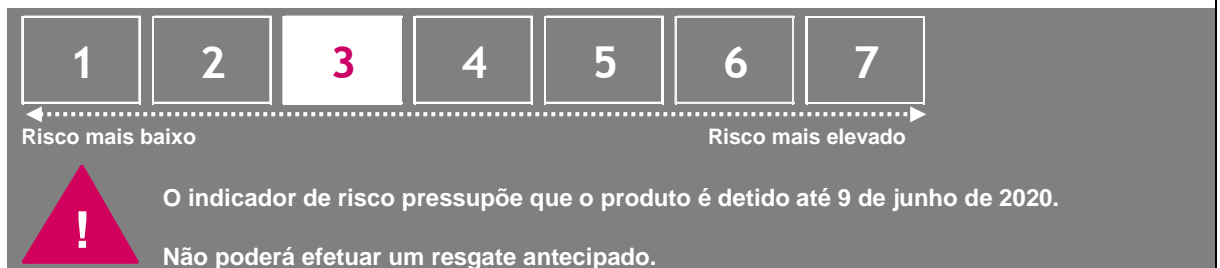 1 2 3 4 5 6 7
Risco mais baixo Risco mais elevado
O indicador de risco pressupõe que o produto é detido até 9 de junho de 2020.
!
Não poderá efetuar um resgate antecipado.